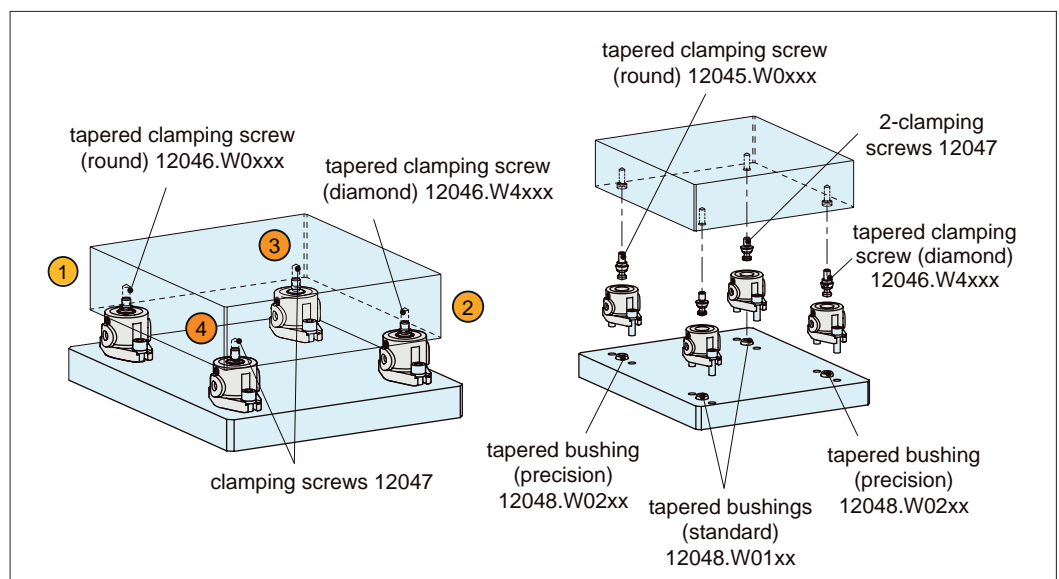 tapered clamping screw
(round) 12046.W0xxx
tapered clamping screw
(diamond) 12046.W4xxx
1
3
2
4
clamping screws 12047
tapered clamping screw
(round) 12045.W0xxx
2-clamping
screws 12047
tapered clamping
screw (diamond)
12046.W4xxx
tapered bushing
(precision)
12048.W02xx
tapered bushings
(standard)
12048.W01xx
tapered bushing
(precision)
12048.W02xx